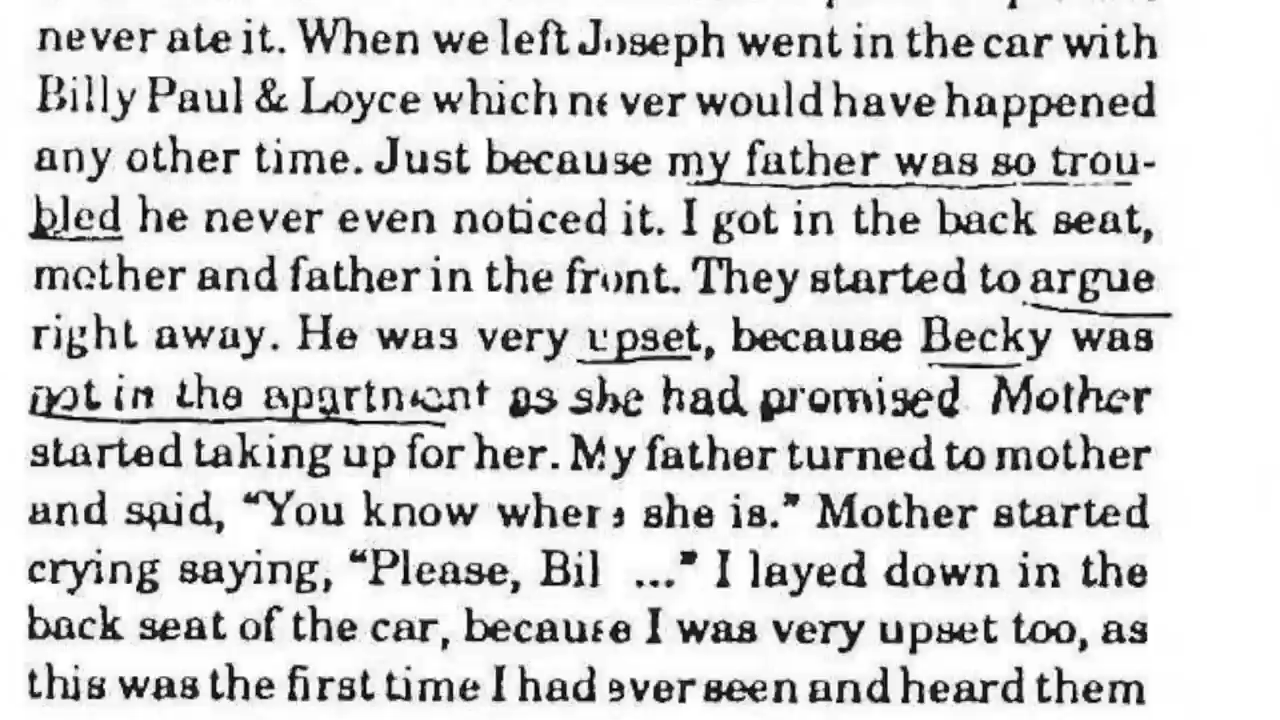 never ate it. When we left Joseph went in the car with
Billy Paul & Loyce which never would have happened
any other time. Just because my father was so trou-
bled he never even noticed it. I got in the back seat,
mother and father in the front. They started to argue
right away. He was very upset, because Becky was
not in the apartment as she had promised. Mother
started taking up for her. My father turned to mother
and said, “You know where she is.” Mother started
crying saying, “Please, Bil ...” I layed down in the
back seat of the car, because I was very upset too, as
this was the first time I had ever seen and heard them